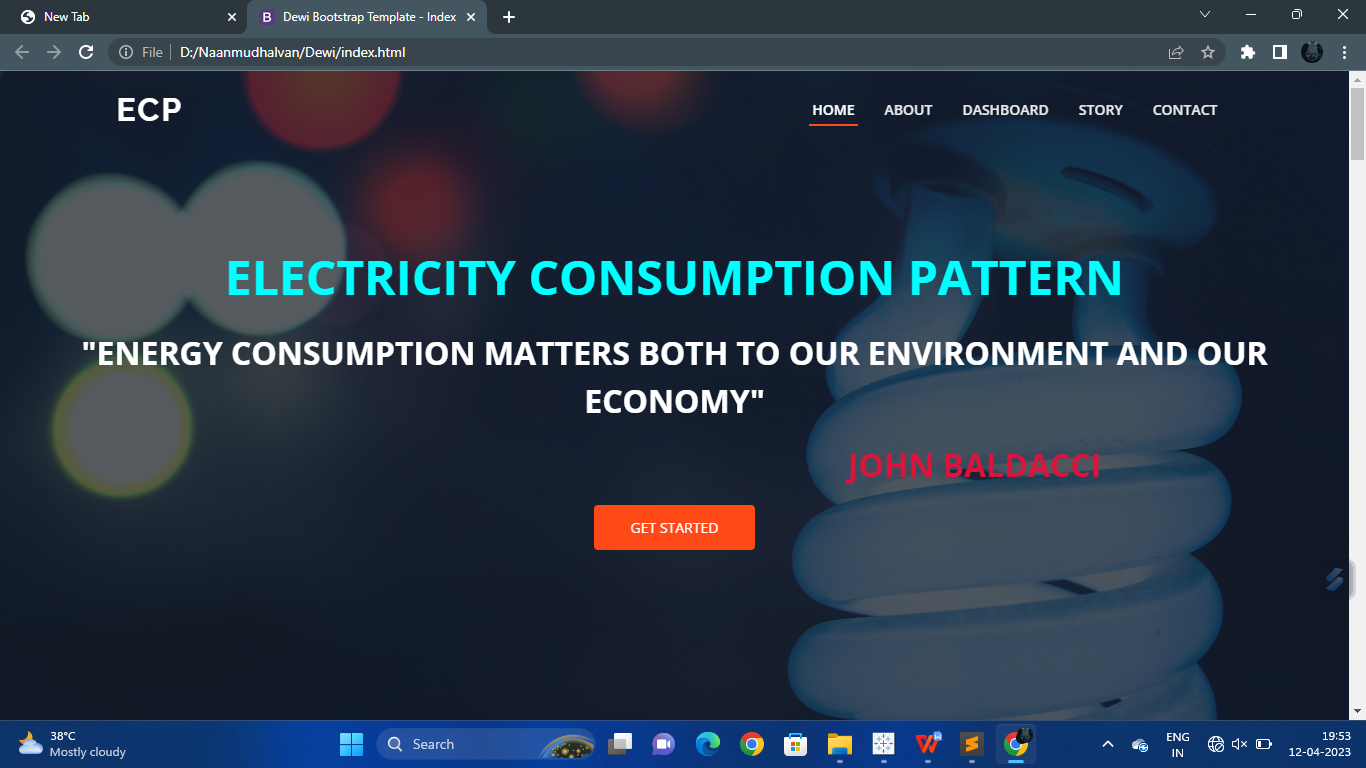 New Tab
Dewi Bootstrap Template - Index
File
D:/Naanmudhalvan/Dewi/index.html
ECP
HOME ABOUT DASHBOARD STORY CONTACT
ELECTRICITY CONSUMPTION PATTERN
"ENERGY CONSUMPTION MATTERS BOTH TO OUR ENVIRONMENT AND OUR
ECONOMY"
JOHN BALDACCI
GET STARTED
38°C
Mostly cloudy
Search
ENG
IN
19:53
12-04-2023